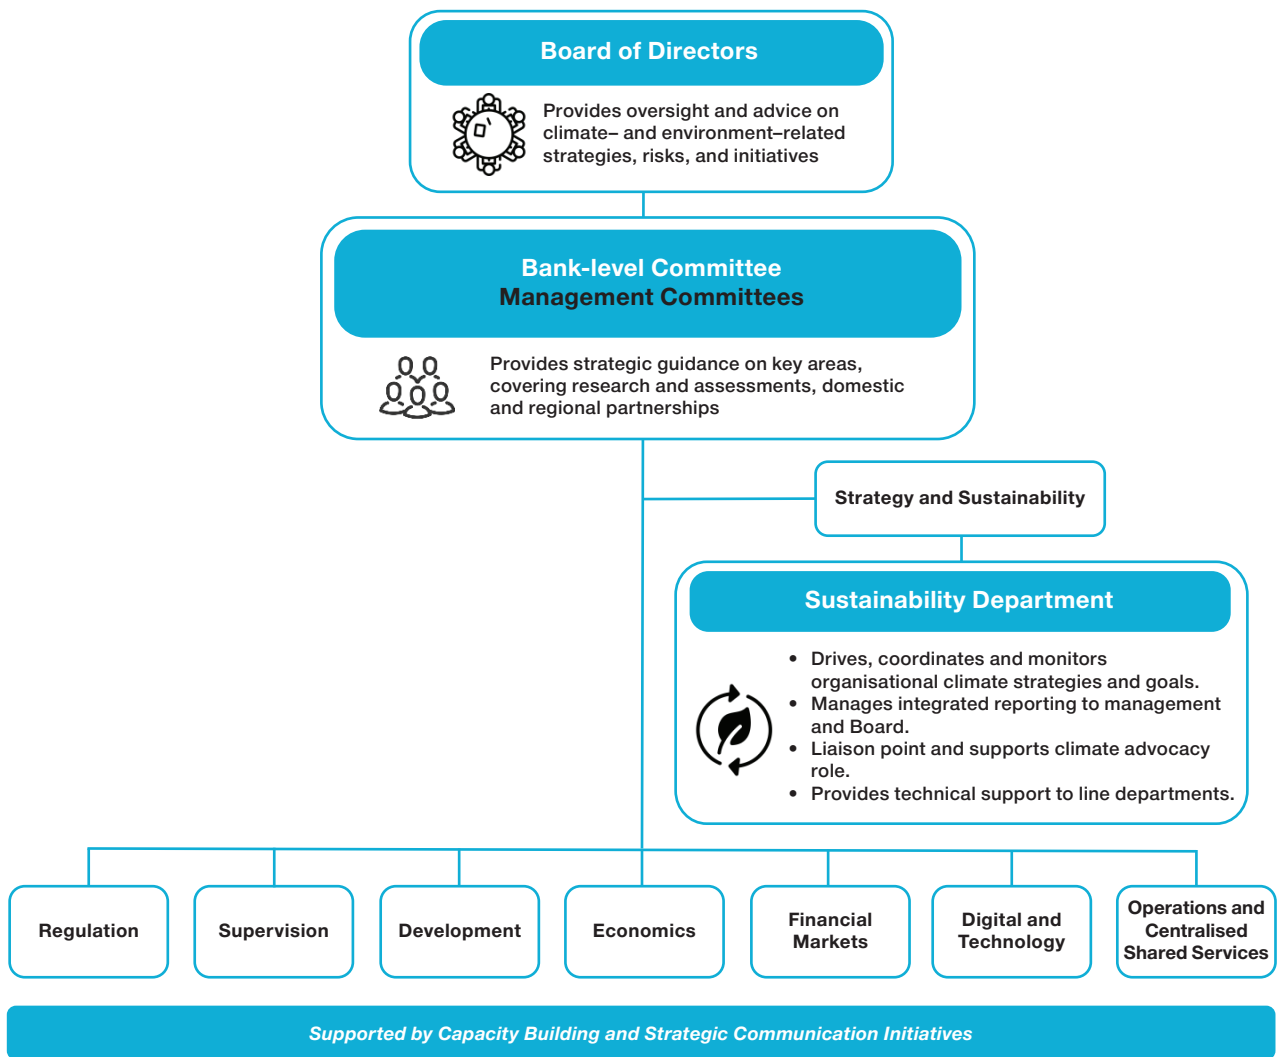 Board of Directors
Provides oversight and advice on
climate– and environment–related
strategies, risks, and initiatives
Bank-level Committee
Management Committees
Provides strategic guidance on key areas,
covering research and assessments, domestic
and regional partnerships
Strategy and Sustainability
Sustainability Department
• Drives, coordinates and monitors
organisational climate strategies and goals.
• Manages integrated reporting to management
and Board.
• Liaison point and supports climate advocacy
role.
• Provides technical support to line departments.
Regulation
Supervision
Development
Economics
Financial
Markets
Digital and
Technology
Operations and
Centralised
Shared Services
Supported by Capacity Building and Strategic Communication Initiatives